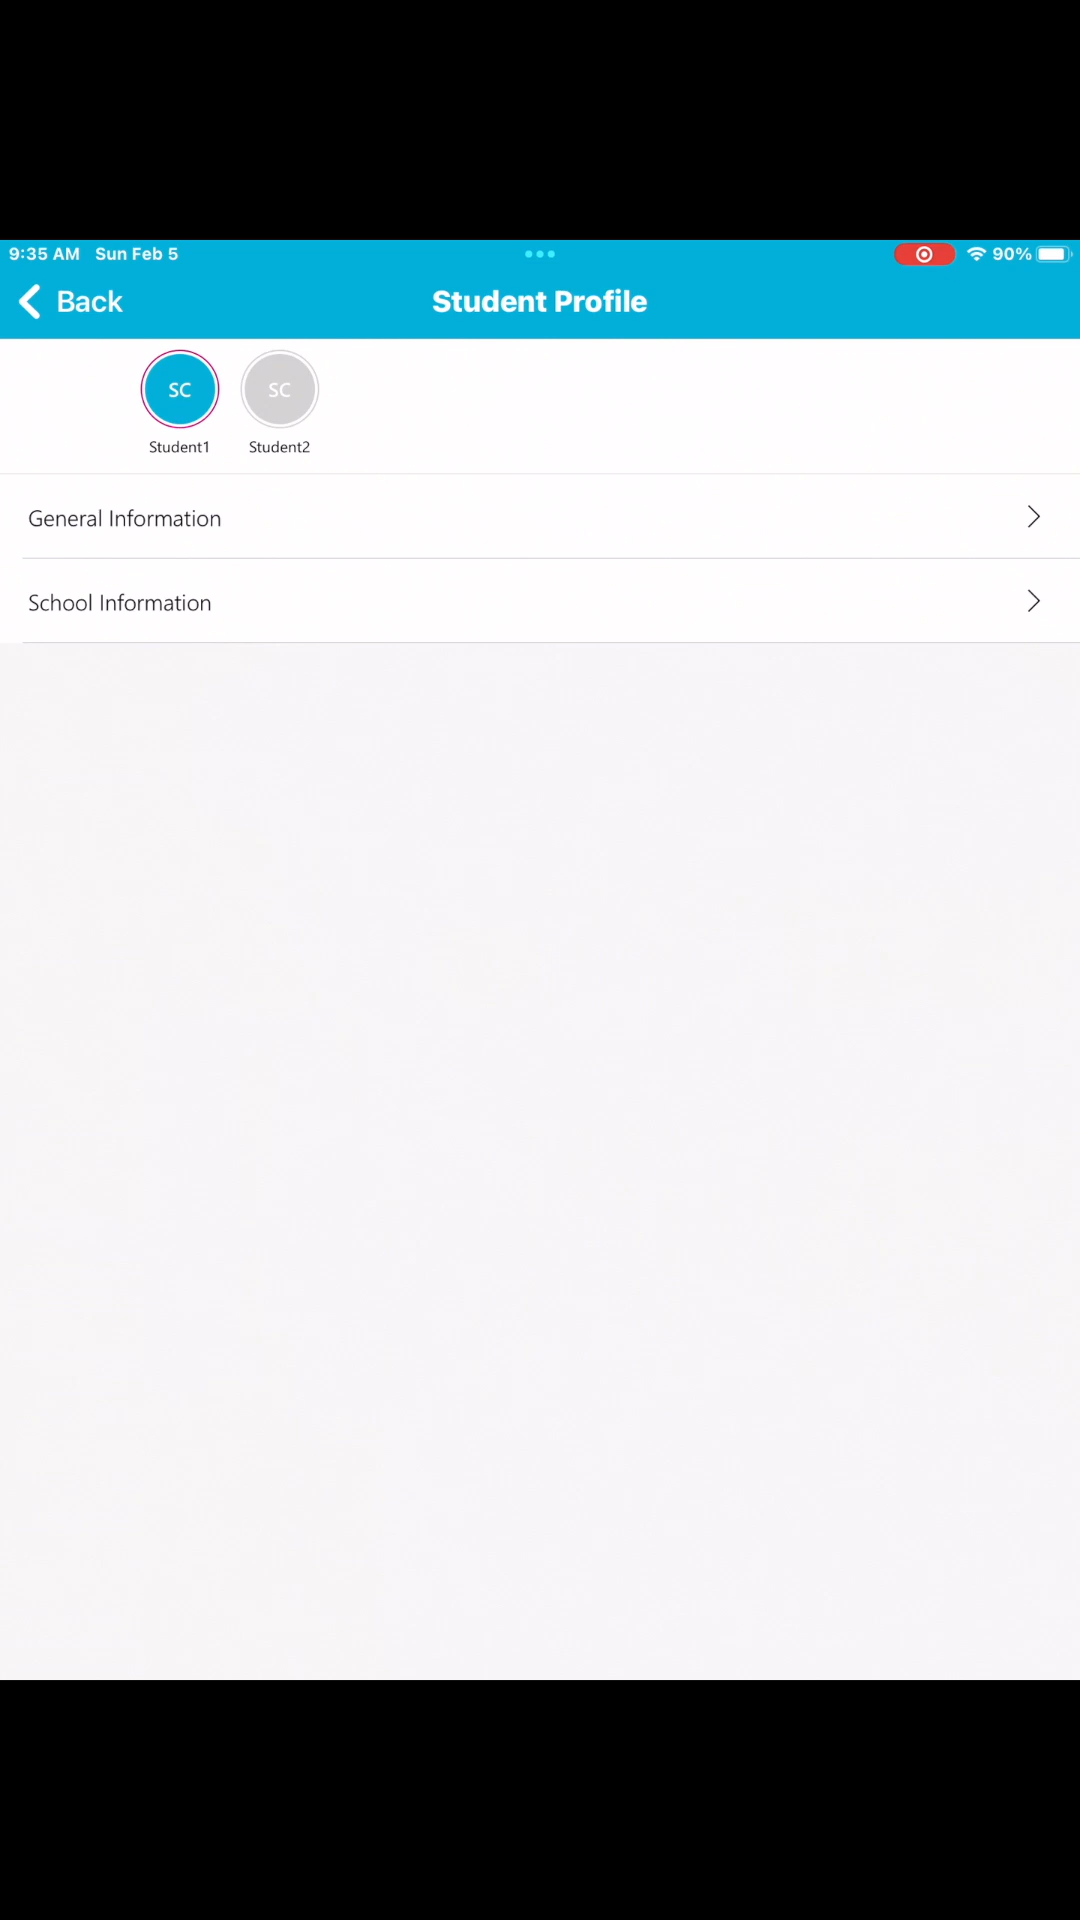 9:35 AM Sun Feb 5
90%
Back
Student Profile
SC
SC
Student1
Student2
General Information
School Information